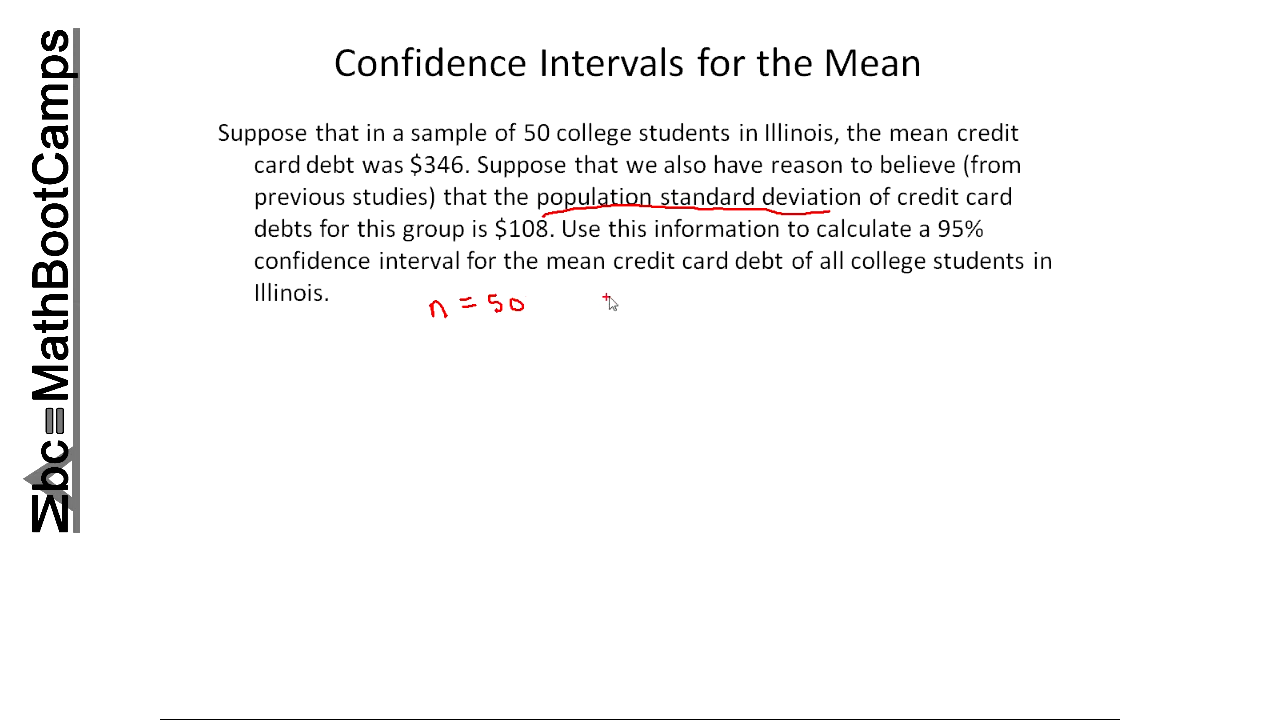 Confidence Intervals for the Mean
Suppose that in a sample of 50 college students in Illinois, the mean credit
card debt was $346. Suppose that we also have reason to believe (from
previous studies) that the population standard deviation of credit card
debts for this group is $108. Use this information to calculate a 95%
confidence interval for the mean credit card debt of all college students in
Illinois.
n = 50
Σbc=MathBootCamps